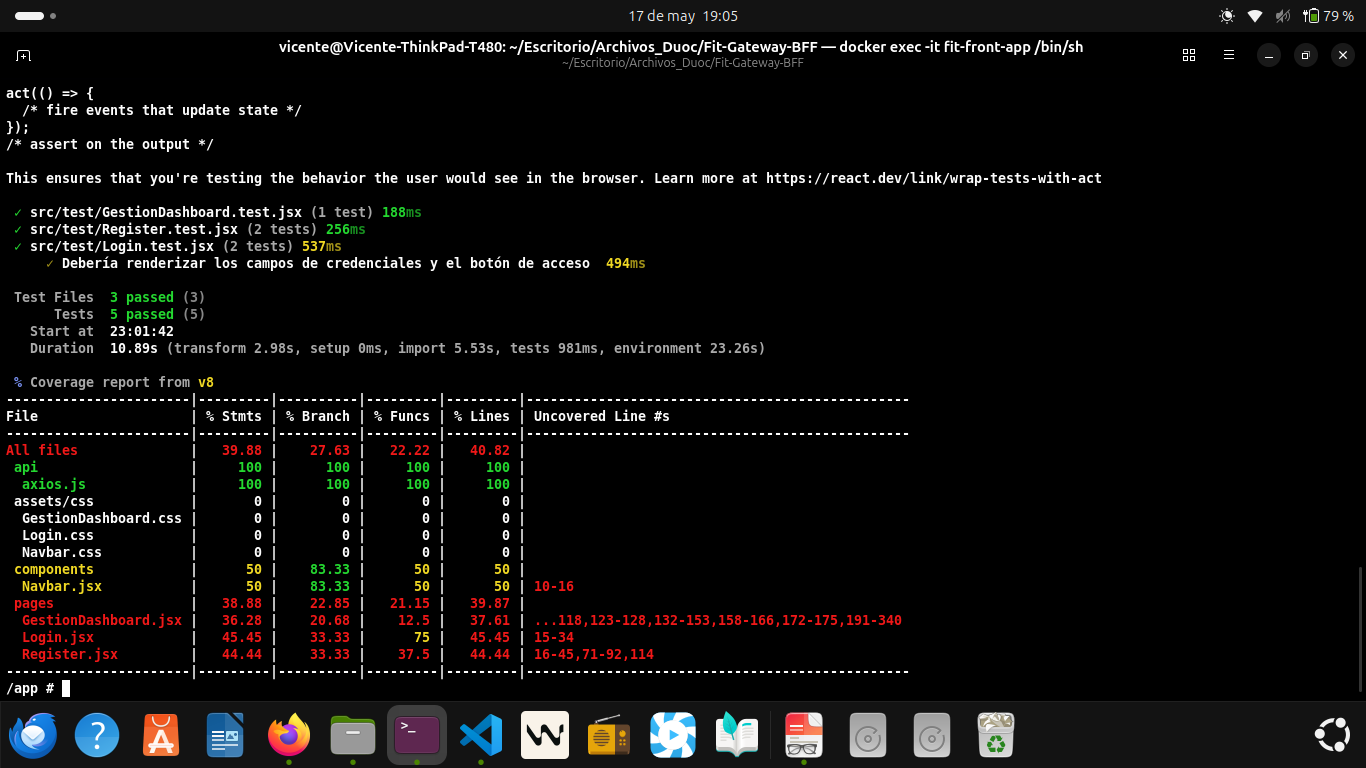 17 de may 19:05
79 %
vicente@Vicente-ThinkPad-T480: ~/Escritorio/Archivos_Duoc/Fit-Gateway-BFF — docker exec -it fit-front-app /bin/sh
~/Escritorio/Archivos_Duoc/Fit-Gateway-BFF
act(() => {
  /* fire events that update state */
});
/* assert on the output */
This ensures that you're testing the behavior the user would see in the browser. Learn more at https://react.dev/link/wrap-tests-with-act
 ✓ src/test/GestionDashboard.test.jsx (1 test) 188ms
 ✓ src/test/Register.test.jsx (2 tests) 256ms
 ✓ src/test/Login.test.jsx (2 tests) 537ms
     ✓ Debería renderizar los campos de credenciales y el botón de acceso  494ms
 Test Files  3 passed (3)
      Tests  5 passed (5)
   Start at  23:01:42
   Duration  10.89s (transform 2.98s, setup 0ms, import 5.53s, tests 981ms, environment 23.26s)
 % Coverage report from v8
-----------------------|---------|----------|---------|---------|------------------------------------------------
File                   | % Stmts | % Branch | % Funcs | % Lines | Uncovered Line #s
-----------------------|---------|----------|---------|---------|------------------------------------------------
All files              |   39.88 |    27.63 |   22.22 |   40.82 |
 api                   |     100 |      100 |     100 |     100 |
  axios.js             |     100 |      100 |     100 |     100 |
 assets/css            |       0 |        0 |       0 |       0 |
  GestionDashboard.css |       0 |        0 |       0 |       0 |
  Login.css            |       0 |        0 |       0 |       0 |
  Navbar.css           |       0 |        0 |       0 |       0 |
 components            |      50 |    83.33 |      50 |      50 |
  Navbar.jsx           |      50 |    83.33 |      50 |      50 | 10-16
 pages                 |   38.88 |    22.85 |   21.15 |   39.87 |
  GestionDashboard.jsx |   36.28 |    20.68 |    12.5 |   37.61 | ...118,123-128,132-153,158-166,172-175,191-340
  Login.jsx            |   45.45 |    33.33 |      75 |   45.45 | 15-34
  Register.jsx         |   44.44 |    33.33 |    37.5 |   44.44 | 16-45,71-92,114
-----------------------|---------|----------|---------|---------|------------------------------------------------
/app #